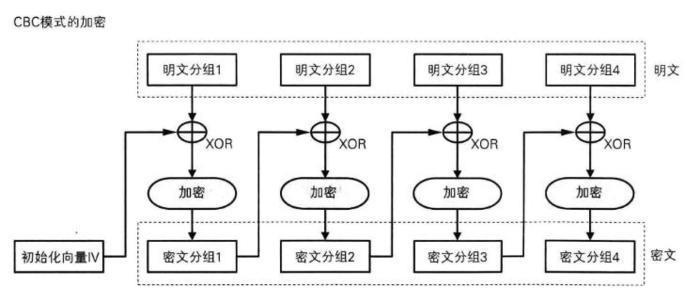 CBC模式的加密
明文分组1 明文分组2 明文分组3 明文分组4 明文
XOR XOR XOR XOR
加密 加密 加密 加密
初始化向量IV 密文分组1 密文分组2 密文分组3 密文分组4 密文